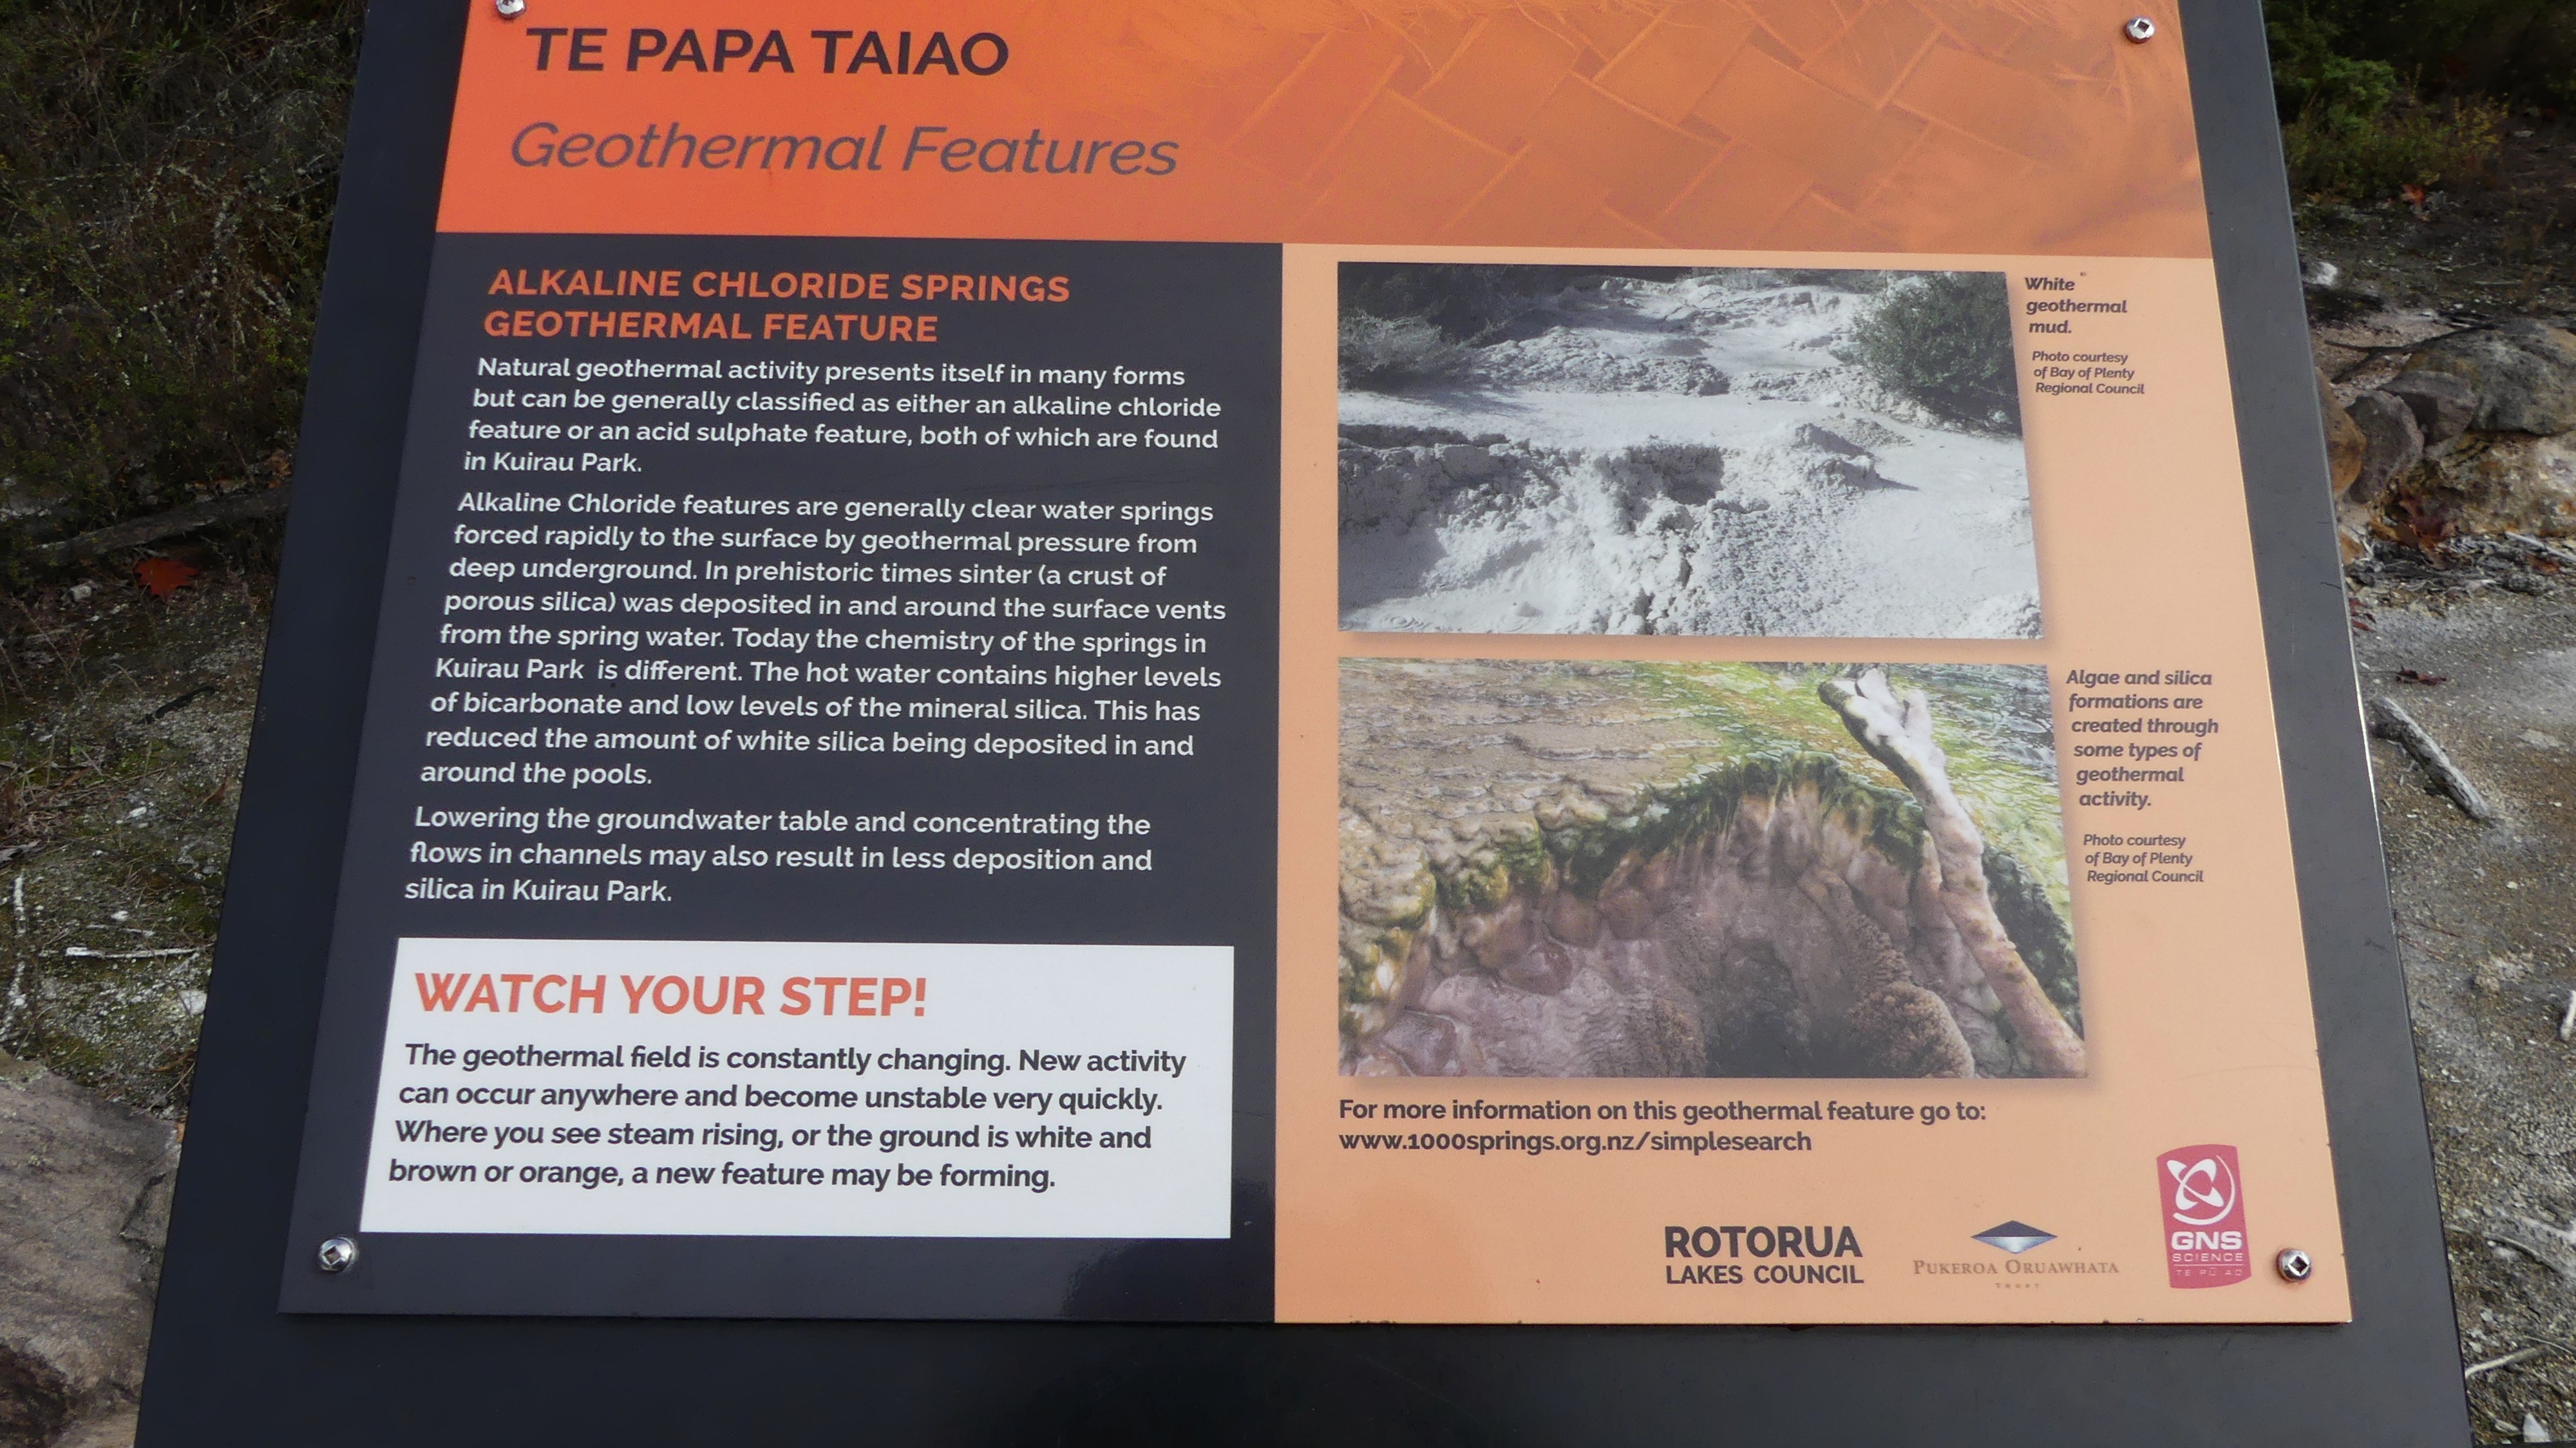 TE PAPA TAIAO
Geothermal Features
ALKALINE CHLORIDE SPRINGS
GEOTHERMAL FEATURE
Natural geothermal activity presents itself in many forms
but can be generally classified as either an alkaline chloride
feature or an acid sulphate feature, both of which are found
in Kuirau Park.
Alkaline Chloride features are generally clear water springs
forced rapidly to the surface by geothermal pressure from
deep underground. In prehistoric times sinter (a crust of
porous silica) was deposited in and around the surface vents
from the spring water. Today the chemistry of the springs in
Kuirau Park is different. The hot water contains higher levels
of bicarbonate and low levels of the mineral silica. This has
reduced the amount of white silica being deposited in and
around the pools.
Lowering the groundwater table and concentrating the
flows in channels may also result in less deposition and
silica in Kuirau Park.
WATCH YOUR STEP!
The geothermal field is constantly changing. New activity
can occur anywhere and become unstable very quickly.
Where you see steam rising, or the ground is white and
brown or orange, a new feature may be forming.
White
geothermal
mud.
Photo courtesy
of Bay of Plenty
Regional Council
Algae and silica
formations are
created through
some types of
geothermal
activity.
Photo courtesy
of Bay of Plenty
Regional Council
For more information on this geothermal feature go to:
www.1000springs.org.nz/simplesearch
ROTORUA
LAKES COUNCIL
PUKEROA ORUAWHATA
TRUST
GNS
SCIENCE
TE PŪ AO